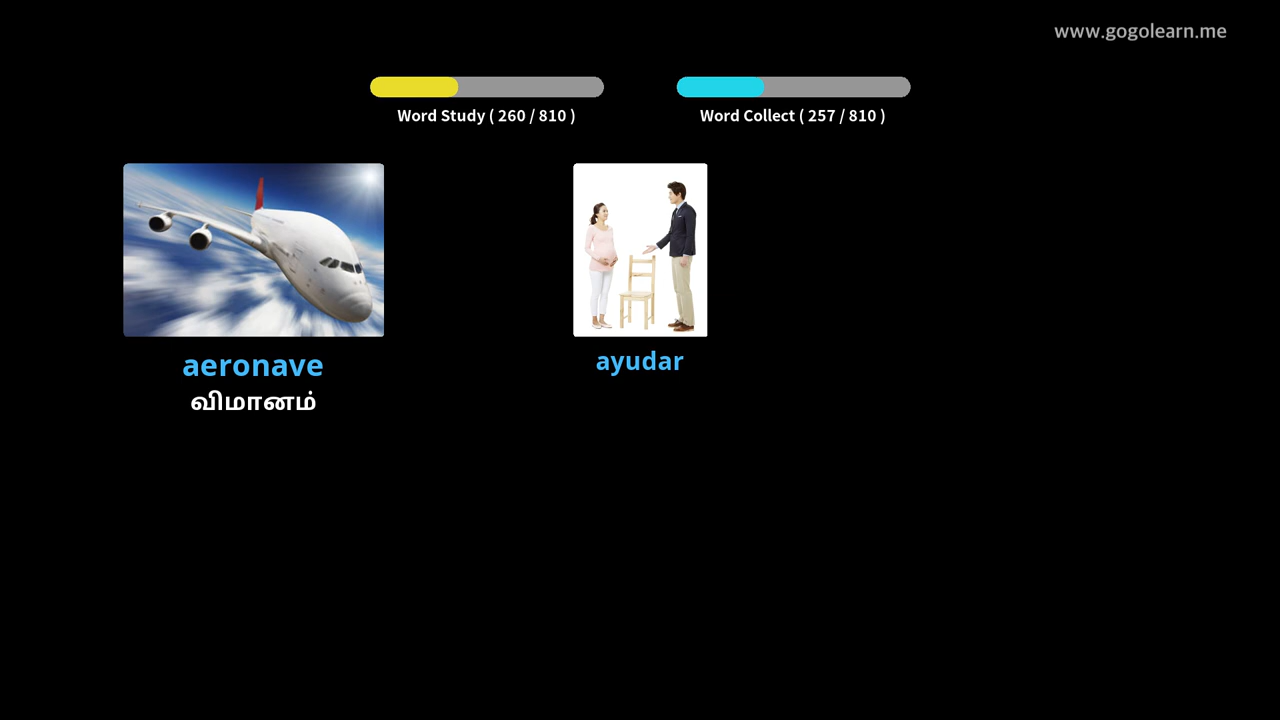 www.gogolearn.me
Word Study ( 260 / 810 )
Word Collect ( 257 / 810 )
aeronave
விமானம்
ayudar